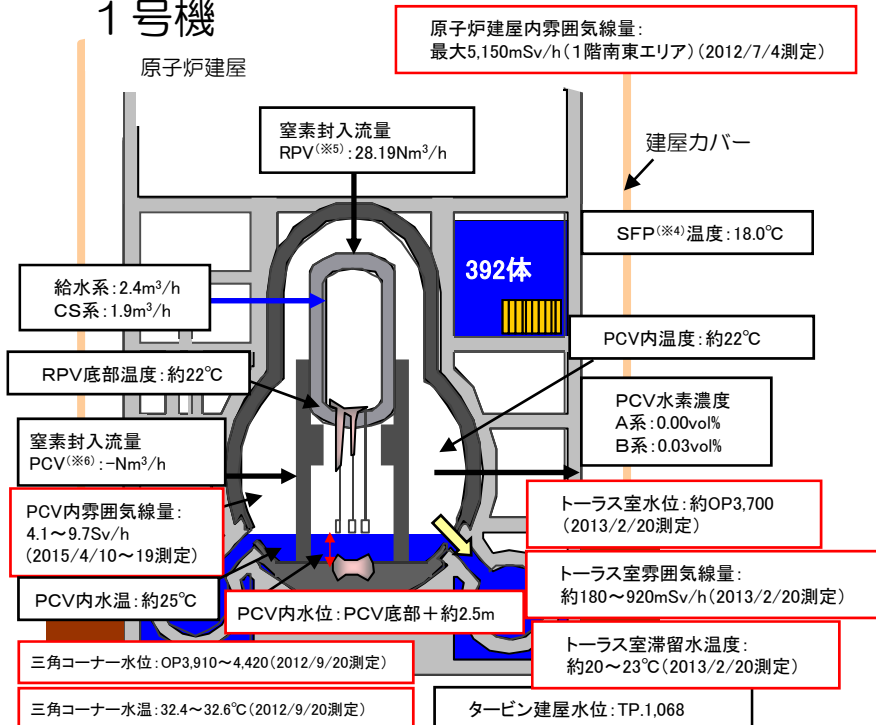 １号機
原子炉建屋内雰囲気線量：
最大5,150mSv/h(１階南東エリア)(2012/7/4測定)
原子炉建屋
窒素封入流量
RPV(※5)：28.19Nm³/h
建屋カバー
SFP(※4)温度：18.0℃
392体
給水系：2.4m³/h
CS系：1.9m³/h
PCV内温度：約22℃
RPV底部温度：約22℃
PCV水素濃度
A系：0.00vol%
B系：0.03vol%
窒素封入流量
PCV(※6)：-Nm³/h
PCV内雰囲気線量：
4.1～9.7Sv/h
(2015/4/10～19測定)
トーラス室水位：約OP3,700
(2013/2/20測定)
トーラス室雰囲気線量：
約180～920mSv/h(2013/2/20測定)
PCV内水温：約25℃
PCV内水位：PCV底部＋約2.5m
トーラス室滞留水温度：
約20～23℃(2013/2/20測定)
三角コーナー水位：OP3,910～4,420(2012/9/20測定)
三角コーナー水温：32.4～32.6℃(2012/9/20測定)
タービン建屋水位：TP.1,068